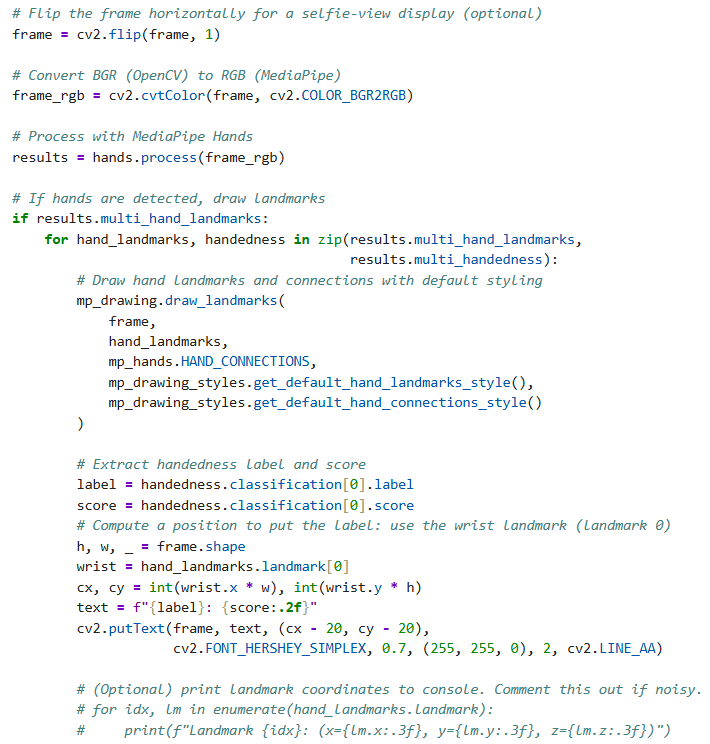 # Flip the frame horizontally for a selfie-view display (optional)
frame = cv2.flip(frame, 1)

# Convert BGR (OpenCV) to RGB (MediaPipe)
frame_rgb = cv2.cvtColor(frame, cv2.COLOR_BGR2RGB)

# Process with MediaPipe Hands
results = hands.process(frame_rgb)

# If hands are detected, draw landmarks
if results.multi_hand_landmarks:
    for hand_landmarks, handedness in zip(results.multi_hand_landmarks,
                                          results.multi_handedness):
        # Draw hand landmarks and connections with default styling
        mp_drawing.draw_landmarks(
            frame,
            hand_landmarks,
            mp_hands.HAND_CONNECTIONS,
            mp_drawing_styles.get_default_hand_landmarks_style(),
            mp_drawing_styles.get_default_hand_connections_style()
        )

        # Extract handedness label and score
        label = handedness.classification[0].label
        score = handedness.classification[0].score
        # Compute a position to put the label: use the wrist landmark (landmark 0)
        h, w, _ = frame.shape
        wrist = hand_landmarks.landmark[0]
        cx, cy = int(wrist.x * w), int(wrist.y * h)
        text = f"{label}: {score:.2f}"
        cv2.putText(frame, text, (cx - 20, cy - 20),
                    cv2.FONT_HERSHEY_SIMPLEX, 0.7, (255, 255, 0), 2, cv2.LINE_AA)

        # (Optional) print landmark coordinates to console. Comment this out if noisy.
        # for idx, lm in enumerate(hand_landmarks.landmark):
        #     print(f"Landmark {idx}: (x={lm.x:.3f}, y={lm.y:.3f}, z={lm.z:.3f})")